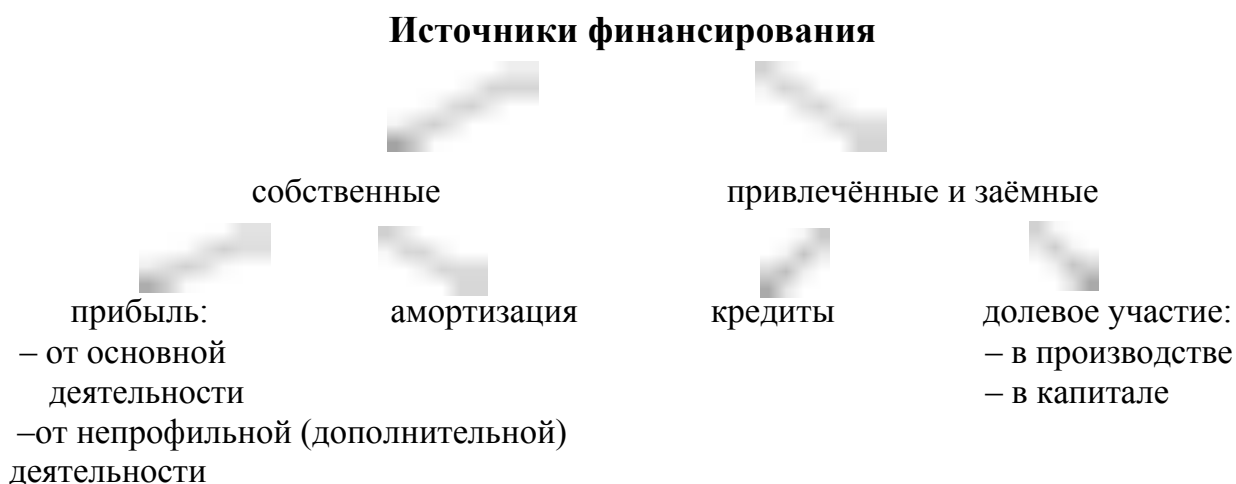 Источники финансирования
собственные
привлечённые и заёмные
прибыль:
– от основной
деятельности
–от непрофильной (дополнительной)
деятельности
амортизация
кредиты
долевое участие:
– в производстве
– в капитале